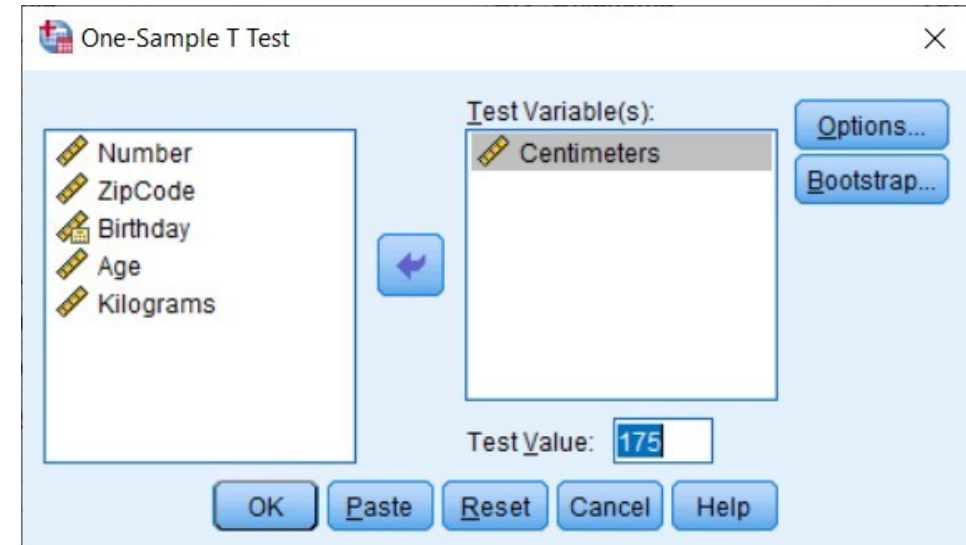 One-Sample T Test
Number
ZipCode
Birthday
Age
Kilograms
Test Variable(s):
Centimeters
Test Value: 175
Options...
Bootstrap...
OK Paste Reset Cancel Help